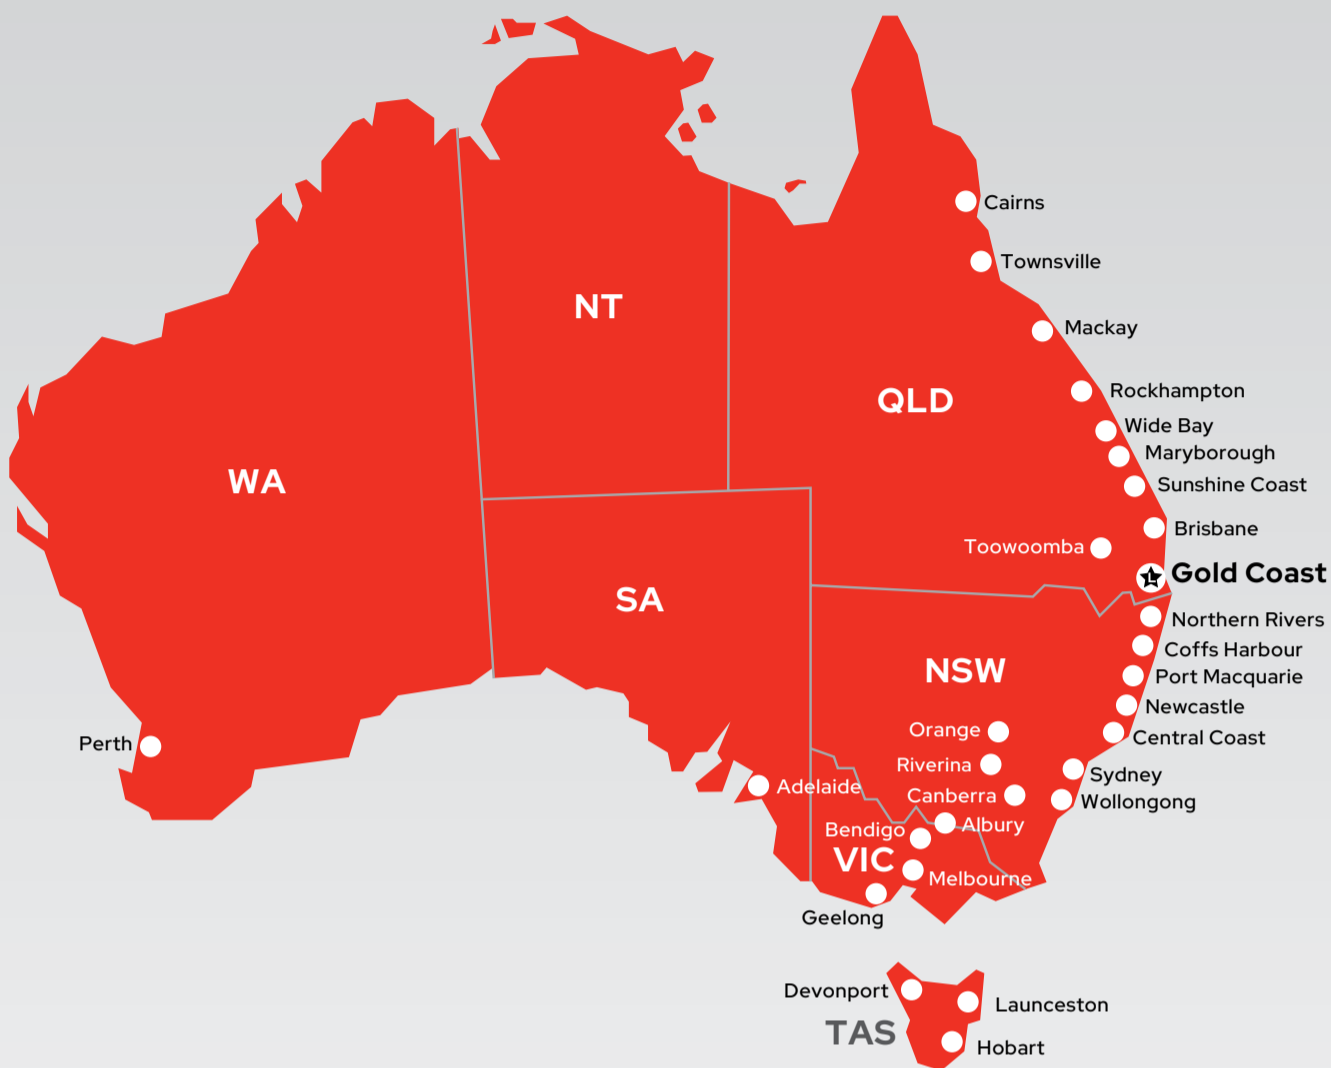 Cairns
Townsville
NT
Mackay
QLD
Rockhampton
Wide Bay
Maryborough
WA
Sunshine Coast
Brisbane
Toowoomba
L
Gold Coast
SA
Northern Rivers
Coffs Harbour
NSW
Port Macquarie
Newcastle
Orange
Central Coast
Perth
Riverina
Sydney
Adelaide
Canberra
Wollongong
Albury
Bendigo
VIC
Melbourne
Geelong
Devonport
Launceston
TAS
Hobart